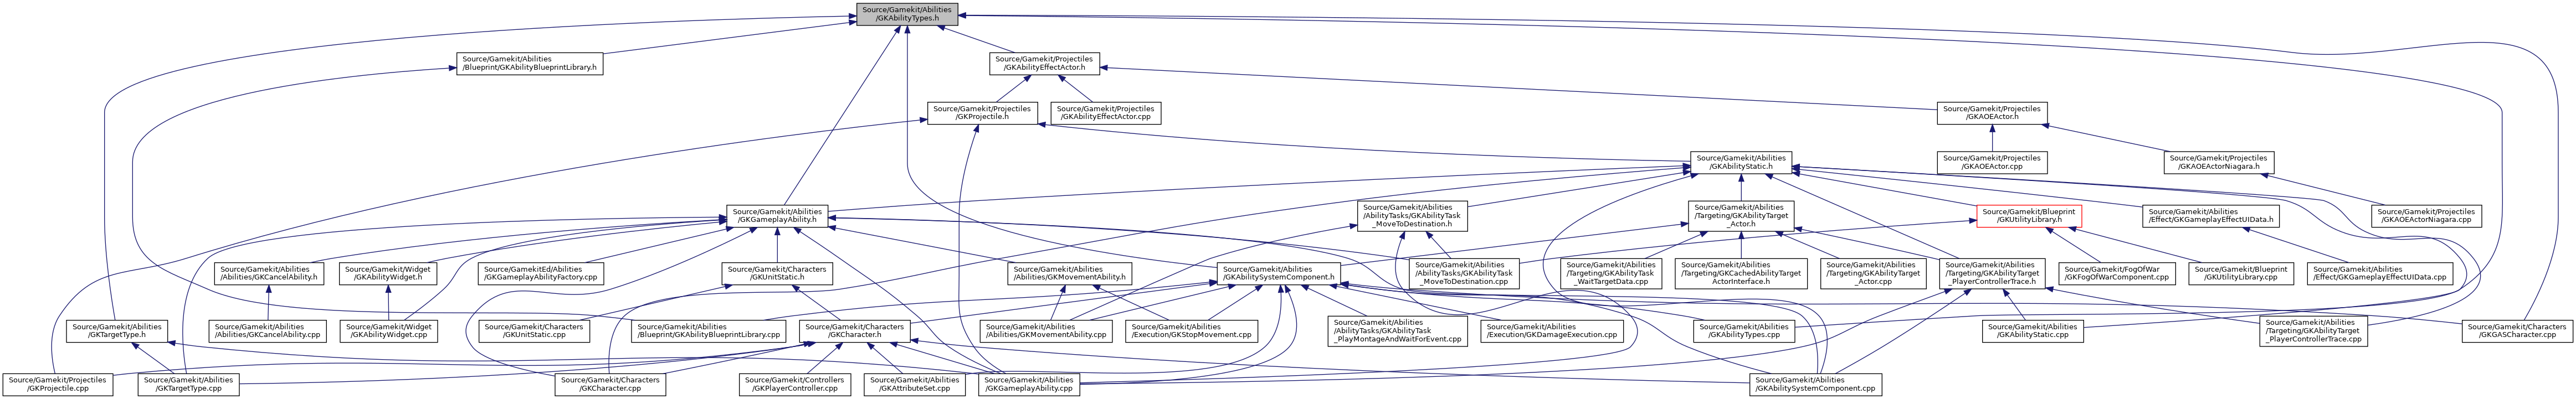 Source/Gamekit/Abilities
/GKAbilityTypes.h
Source/Gamekit/Abilities
/Blueprint/GKAbilityBlueprintLibrary.h
Source/Gamekit/Projectiles
/GKAbilityEffectActor.h
Source/Gamekit/Projectiles
/GKProjectile.h
Source/Gamekit/Projectiles
/GKAbilityEffectActor.cpp
Source/Gamekit/Projectiles
/GKAOEActor.h
Source/Gamekit/Abilities
/GKAbilityStatic.h
Source/Gamekit/Projectiles
/GKAOEActor.cpp
Source/Gamekit/Projectiles
/GKAOEActorNiagara.h
Source/Gamekit/Abilities
/GKGameplayAbility.h
Source/Gamekit/Abilities
/AbilityTasks/GKAbilityTask
_MoveToDestination.h
Source/Gamekit/Abilities
/Targeting/GKAbilityTarget
_Actor.h
Source/Gamekit/Blueprint
/GKUtilityLibrary.h
Source/Gamekit/Abilities
/Effect/GKGameplayEffectUIData.h
Source/Gamekit/Projectiles
/GKAOEActorNiagara.cpp
Source/Gamekit/Abilities
/Abilities/GKCancelAbility.h
Source/Gamekit/Widget
/GKAbilityWidget.h
Source/GamekitEd/Abilities
/GKGameplayAbilityFactory.cpp
Source/Gamekit/Characters
/GKUnitStatic.h
Source/Gamekit/Abilities
/Abilities/GKMovementAbility.h
Source/Gamekit/Abilities
/GKAbilitySystemComponent.h
Source/Gamekit/Abilities
/AbilityTasks/GKAbilityTask
_MoveToDestination.cpp
Source/Gamekit/Abilities
/Targeting/GKAbilityTask
_WaitTargetData.cpp
Source/Gamekit/Abilities
/Targeting/GKCachedAbilityTarget
ActorInterface.h
Source/Gamekit/Abilities
/Targeting/GKAbilityTarget
_Actor.cpp
Source/Gamekit/Abilities
/Targeting/GKAbilityTarget
_PlayerControllerTrace.h
Source/Gamekit/FogOfWar
/GKFogOfWarComponent.cpp
Source/Gamekit/Blueprint
/GKUtilityLibrary.cpp
Source/Gamekit/Abilities
/Effect/GKGameplayEffectUIData.cpp
Source/Gamekit/Abilities
/GKTargetType.h
Source/Gamekit/Abilities
/Abilities/GKCancelAbility.cpp
Source/Gamekit/Widget
/GKAbilityWidget.cpp
Source/Gamekit/Characters
/GKUnitStatic.cpp
Source/Gamekit/Abilities
/Blueprint/GKAbilityBlueprintLibrary.cpp
Source/Gamekit/Characters
/GKCharacter.h
Source/Gamekit/Abilities
/Abilities/GKMovementAbility.cpp
Source/Gamekit/Abilities
/Execution/GKStopMovement.cpp
Source/Gamekit/Abilities
/AbilityTasks/GKAbilityTask
_PlayMontageAndWaitForEvent.cpp
Source/Gamekit/Abilities
/Execution/GKDamageExecution.cpp
Source/Gamekit/Abilities
/GKAbilityTypes.cpp
Source/Gamekit/Abilities
/GKAbilityStatic.cpp
Source/Gamekit/Abilities
/Targeting/GKAbilityTarget
_PlayerControllerTrace.cpp
Source/Gamekit/Characters
/GKGASCharacter.cpp
Source/Gamekit/Projectiles
/GKProjectile.cpp
Source/Gamekit/Abilities
/GKTargetType.cpp
Source/Gamekit/Characters
/GKCharacter.cpp
Source/Gamekit/Controllers
/GKPlayerController.cpp
Source/Gamekit/Abilities
/GKAttributeSet.cpp
Source/Gamekit/Abilities
/GKGameplayAbility.cpp
Source/Gamekit/Abilities
/GKAbilitySystemComponent.cpp